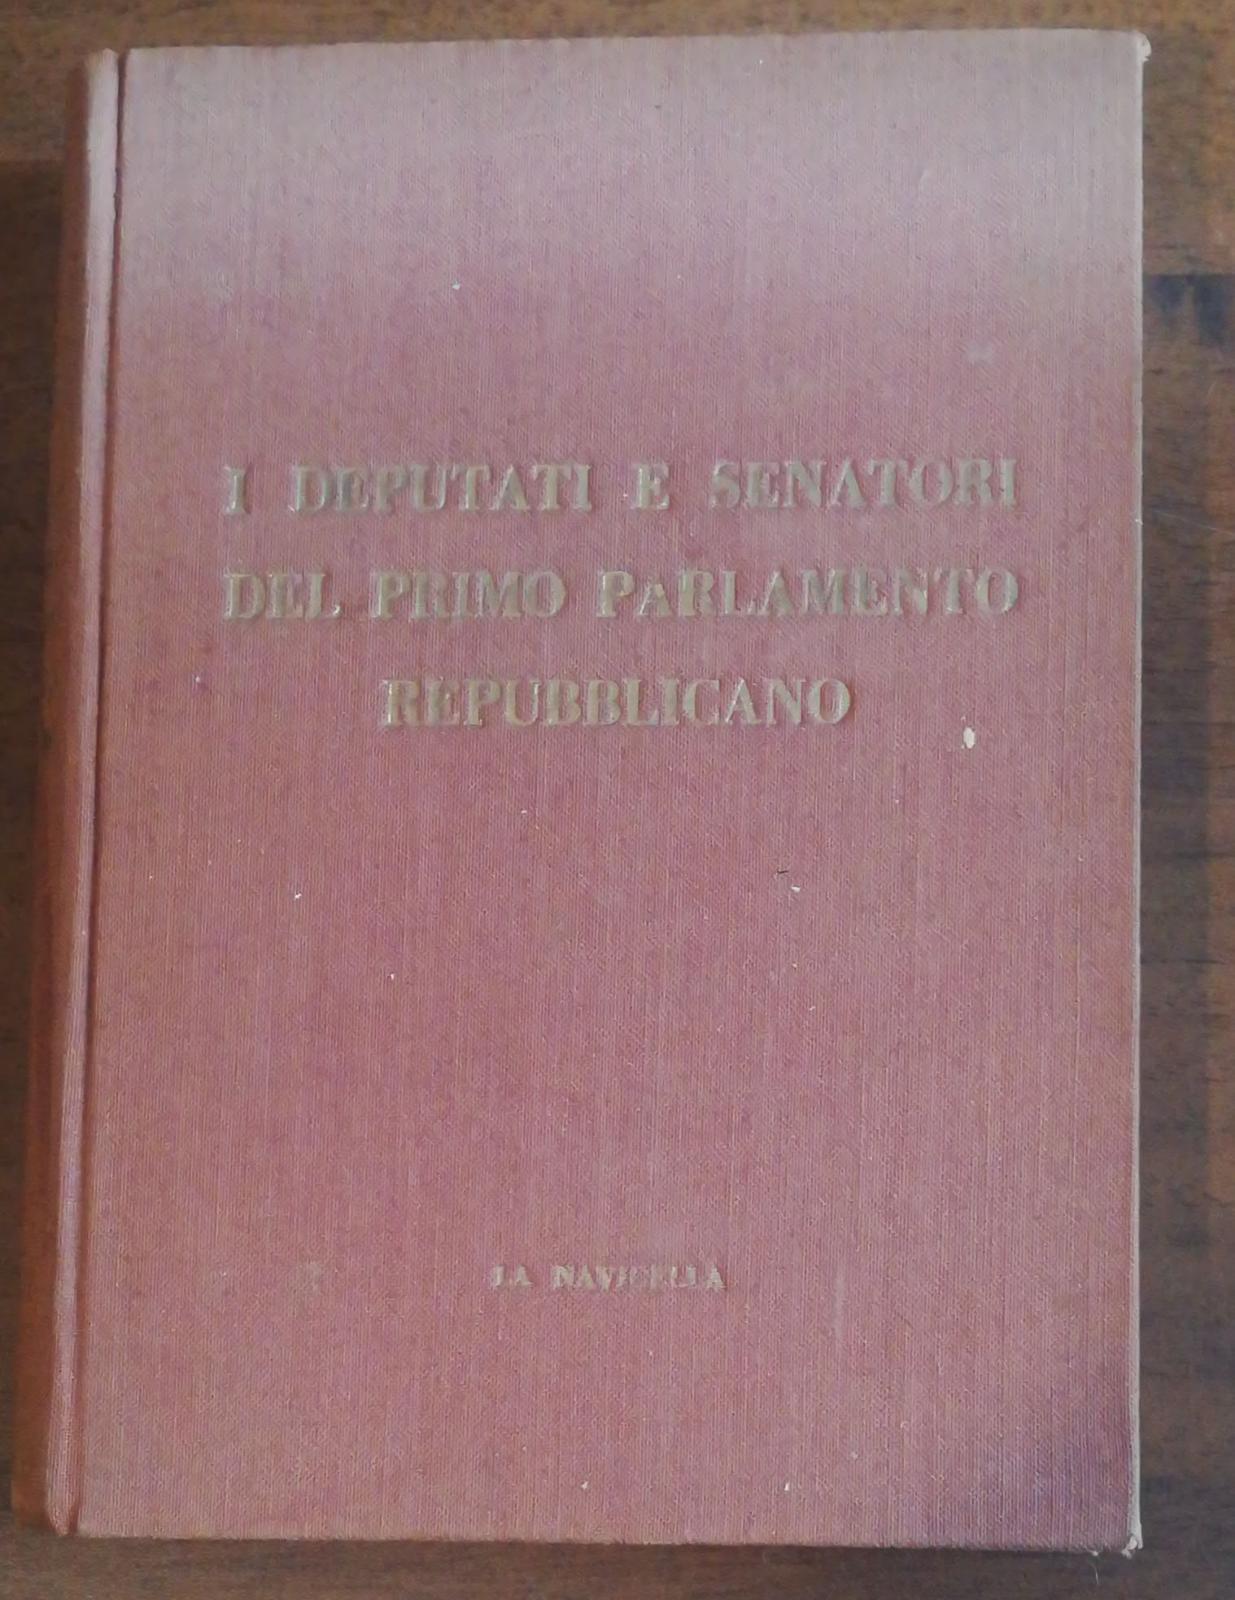 I DEPUTATI E SENATORI
DEL PRIMO PARLAMENTO
REPUBBLICANO
LA NAVICELLA